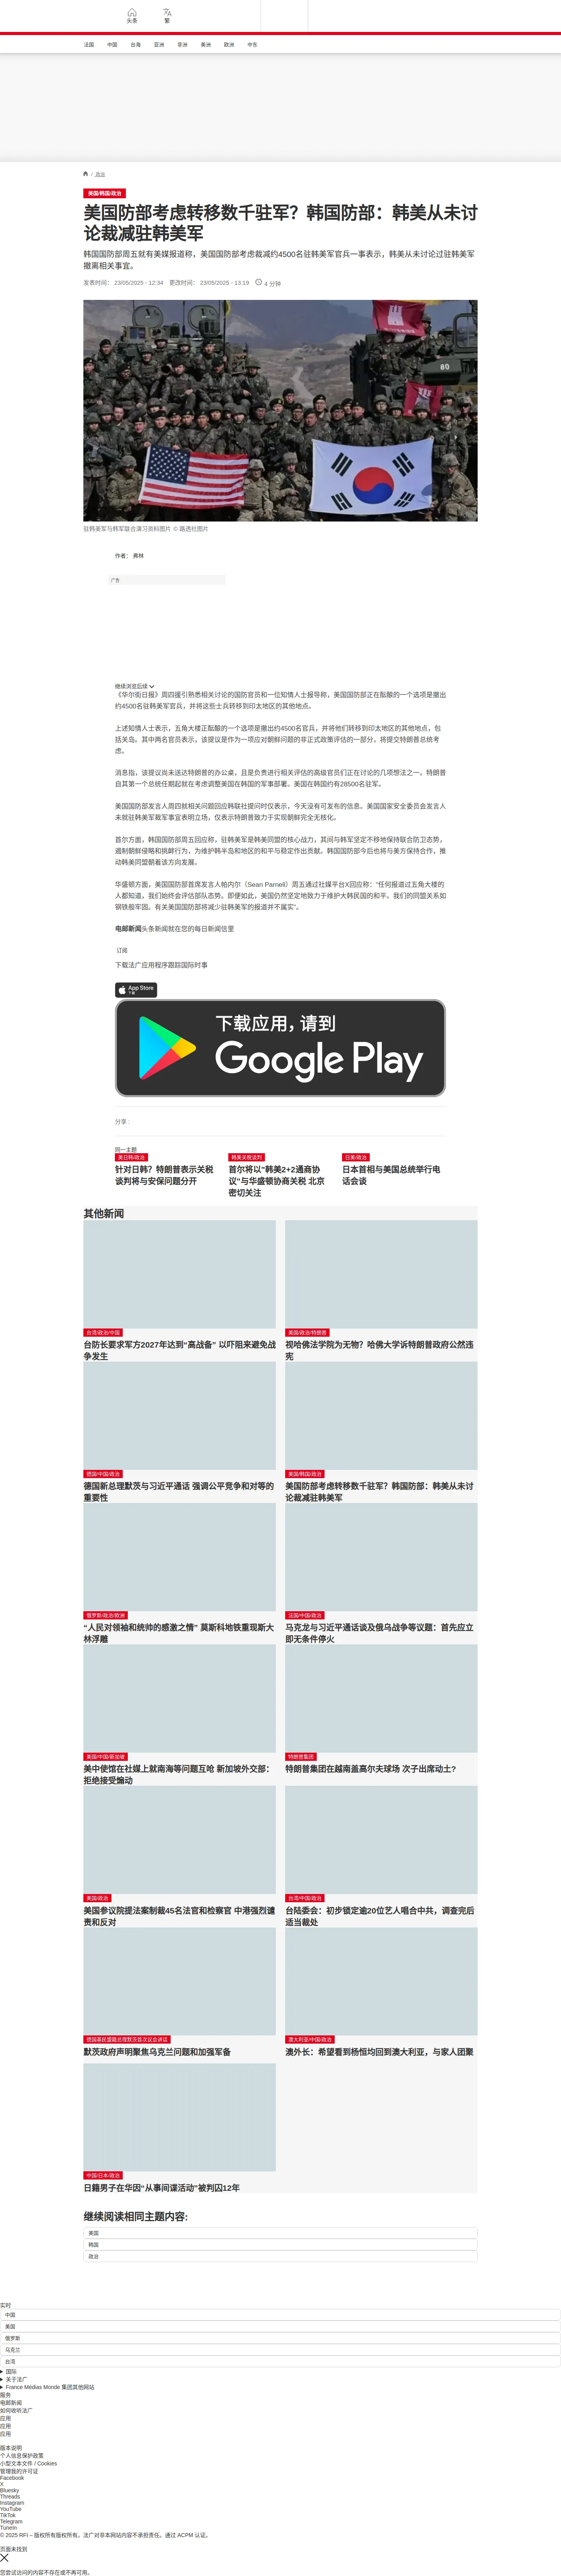 头条
繁
法国
中国
台海
亚洲
非洲
美洲
欧洲
中东
/ 政治
美国/韩国/政治
美国防部考虑转移数千驻军？韩国防部：韩美从未讨
论裁减驻韩美军
韩国国防部周五就有美媒报道称，美国国防部考虑裁减约4500名驻韩美军官兵一事表示，韩美从未讨论过驻韩美军
撤离相关事宜。
发表时间： 23/05/2025 - 12:34 更改时间： 23/05/2025 - 13:19 4 分钟
驻韩美军与韩军联合演习资料图片 © 路透社图片
作者： 弗林
广告
继续浏览后续
《华尔街日报》周四援引熟悉相关讨论的国防官员和一位知情人士报导称，美国国防部正在酝酿的一个选项是撤出
约4500名驻韩美军官兵，并将这些士兵转移到印太地区的其他地点。
上述知情人士表示，五角大楼正酝酿的一个选项是撤出约4500名官兵，并将他们转移到印太地区的其他地点，包
括关岛。其中两名官员表示，该提议是作为一项应对朝鲜问题的非正式政策评估的一部分，将提交特朗普总统考
虑。
消息指，该提议尚未送达特朗普的办公桌，且是负责进行相关评估的高级官员们正在讨论的几项想法之一。特朗普
自其第一个总统任期起就在考虑调整美国在韩国的军事部署。美国在韩国约有28500名驻军。
美国国防部发言人周四就相关问题回应韩联社提问时仅表示，今天没有可发布的信息。美国国家安全委员会发言人
未就驻韩美军裁军事宜表明立场，仅表示特朗普致力于实现朝鲜完全无核化。
首尔方面，韩国国防部周五回应称，驻韩美军是韩美同盟的核心战力，其间与韩军坚定不移地保持联合防卫态势，
遏制朝鲜侵略和挑衅行为，为维护韩半岛和地区的和平与稳定作出贡献。韩国国防部今后也将与美方保持合作，推
动韩美同盟朝着该方向发展。
华盛顿方面，美国国防部首席发言人帕内尔（Sean Parnell）周五通过社媒平台X回应称：“任何报道过五角大楼的
人都知道，我们始终会评估部队态势。即便如此，美国仍然坚定地致力于维护大韩民国的和平。我们的同盟关系如
钢铁般牢固。有关美国国防部将减少驻韩美军的报道并不属实”。
电邮新闻头条新闻就在您的每日新闻信里
订阅
下载法广应用程序跟踪国际时事
App Store
下载
下载应用，请到
Google Play
分享 :
同一主题
美日韩/政治
针对日韩？特朗普表示关税
谈判将与安保问题分开
韩美关税谈判
首尔将以“韩美2+2通商协
议”与华盛顿协商关税 北京
密切关注
日美/政治
日本首相与美国总统举行电
话会谈
其他新闻
台湾/政治/中国
台防长要求军方2027年达到“高战备” 以吓阻来避免战
争发生
美国/政治/特朗普
视哈佛法学院为无物？哈佛大学诉特朗普政府公然违
宪
德国/中国/政治
德国新总理默茨与习近平通话 强调公平竞争和对等的
重要性
美国/韩国/政治
美国防部考虑转移数千驻军？韩国防部：韩美从未讨
论裁减驻韩美军
俄罗斯/政治/欧洲
“人民对领袖和统帅的感激之情” 莫斯科地铁重现斯大
林浮雕
法国/中国/政治
马克龙与习近平通话谈及俄乌战争等议题：首先应立
即无条件停火
美国/中国/新加坡
美中使馆在社媒上就南海等问题互呛 新加坡外交部：
拒绝接受煽动
特朗普集团
特朗普集团在越南盖高尔夫球场 次子出席动土?
美国/政治
美国参议院提法案制裁45名法官和检察官 中港强烈谴
责和反对
台湾/中国/政治
台陆委会：初步锁定逾20位艺人唱合中共，调查完后
适当裁处
德国基民盟籍总理默茨首次议会讲话
默茨政府声明聚焦乌克兰问题和加强军备
澳大利亚/中国/政治
澳外长：希望看到杨恒均回到澳大利亚，与家人团聚
中国/日本/政治
日籍男子在华因“从事间谍活动”被判囚12年
继续阅读相同主题内容:
美国
韩国
政治
实时
中国
美国
俄罗斯
乌克兰
台湾
国际
关于法广
France Médias Monde 集团其他网站
服务
电邮新闻
如何收听法广
应用
应用
应用
版本说明
个人信息保护政策
小型文本文件 / Cookies
管理我的许可证
Facebook
X
Bluesky
Threads
Instagram
YouTube
TikTok
Telegram
TuneIn
© 2025 RFI – 版权所有版权所有。法广对非本网站内容不承担责任。通过 ACPM 认证。
页面未找到
您尝试访问的内容不存在或不再可用。